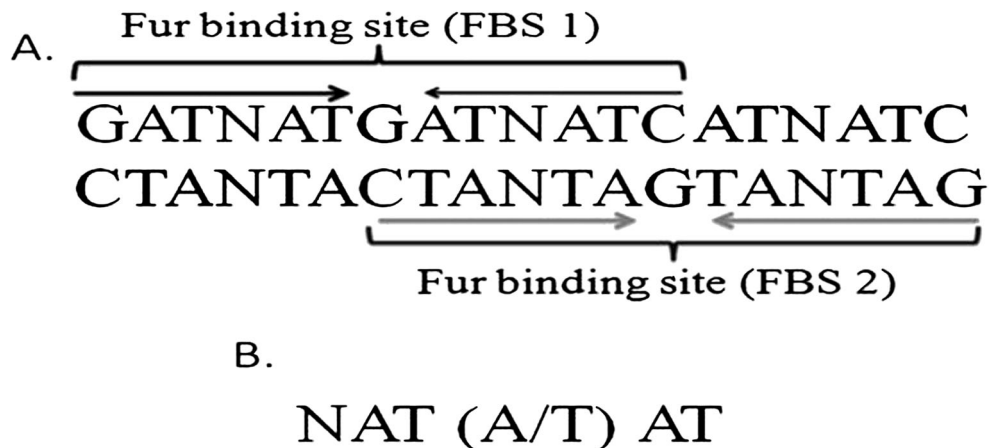 A.
Fur binding site (FBS 1)
GATNATGATNATCATNATC
CTANTACTANTAGTANTAG
Fur binding site (FBS 2)
B.
NAT (A/T) AT